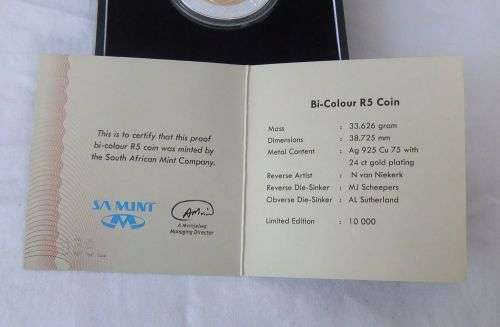 This is to certify that this proof
bi-colour R5 coin was minted by
the South African Mint Company.
SA MINT
Managing Director
Bi-Colour R5 Coin
Mass : 33.626 gram
Dimensions : 38.725 mm
Metal Content : Ag 925 Cu 75 with
24 ct gold plating
Reverse Artist : N van Niekerk
Reverse Die-Sinker : MJ Scheepers
Obverse Die-Sinker : AL Sutherland
Limited Edition : 10 000